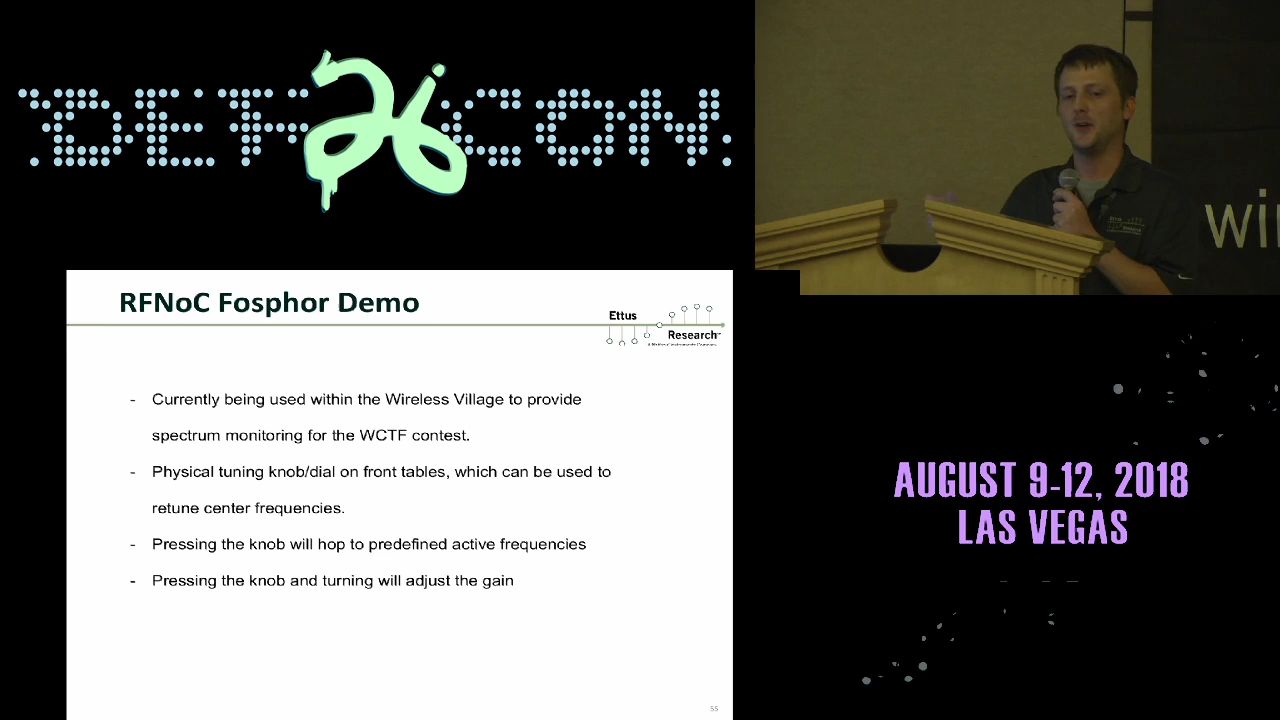 DEF 26 CON
wi
RFNoC Fosphor Demo
Ettus
Research
- Currently being used within the Wireless Village to provide
spectrum monitoring for the WCTF contest.
- Physical tuning knob/dial on front tables, which can be used to
retune center frequencies.
- Pressing the knob will hop to predefined active frequencies
- Pressing the knob and turning will adjust the gain
55
AUGUST 9-12, 2018
LAS VEGAS